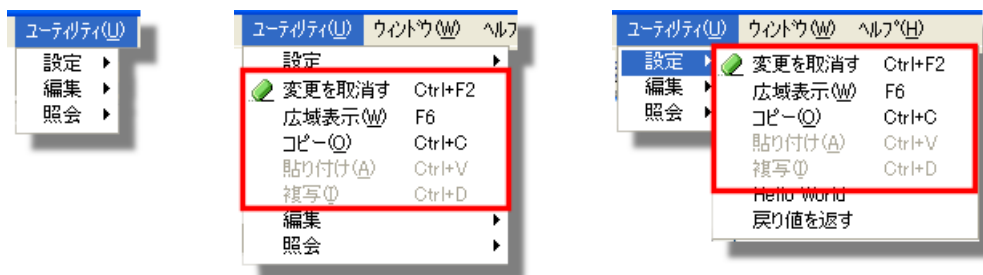 ユーティリティ(U)
設定
編集
照会
ユーティリティ(U) ウィンドウ(W) ヘルプ
設定
変更を取消す Ctrl+F2
広域表示(W) F6
コピー(O) Ctrl+C
貼り付け(A) Ctrl+V
複写(I) Ctrl+D
編集
照会
ユーティリティ(U) ウィンドウ(W) ヘルプ(H)
設定
編集
照会
変更を取消す Ctrl+F2
広域表示(W) F6
コピー(O) Ctrl+C
貼り付け(A) Ctrl+V
複写(I) Ctrl+D
Hello World
戻り値を返す